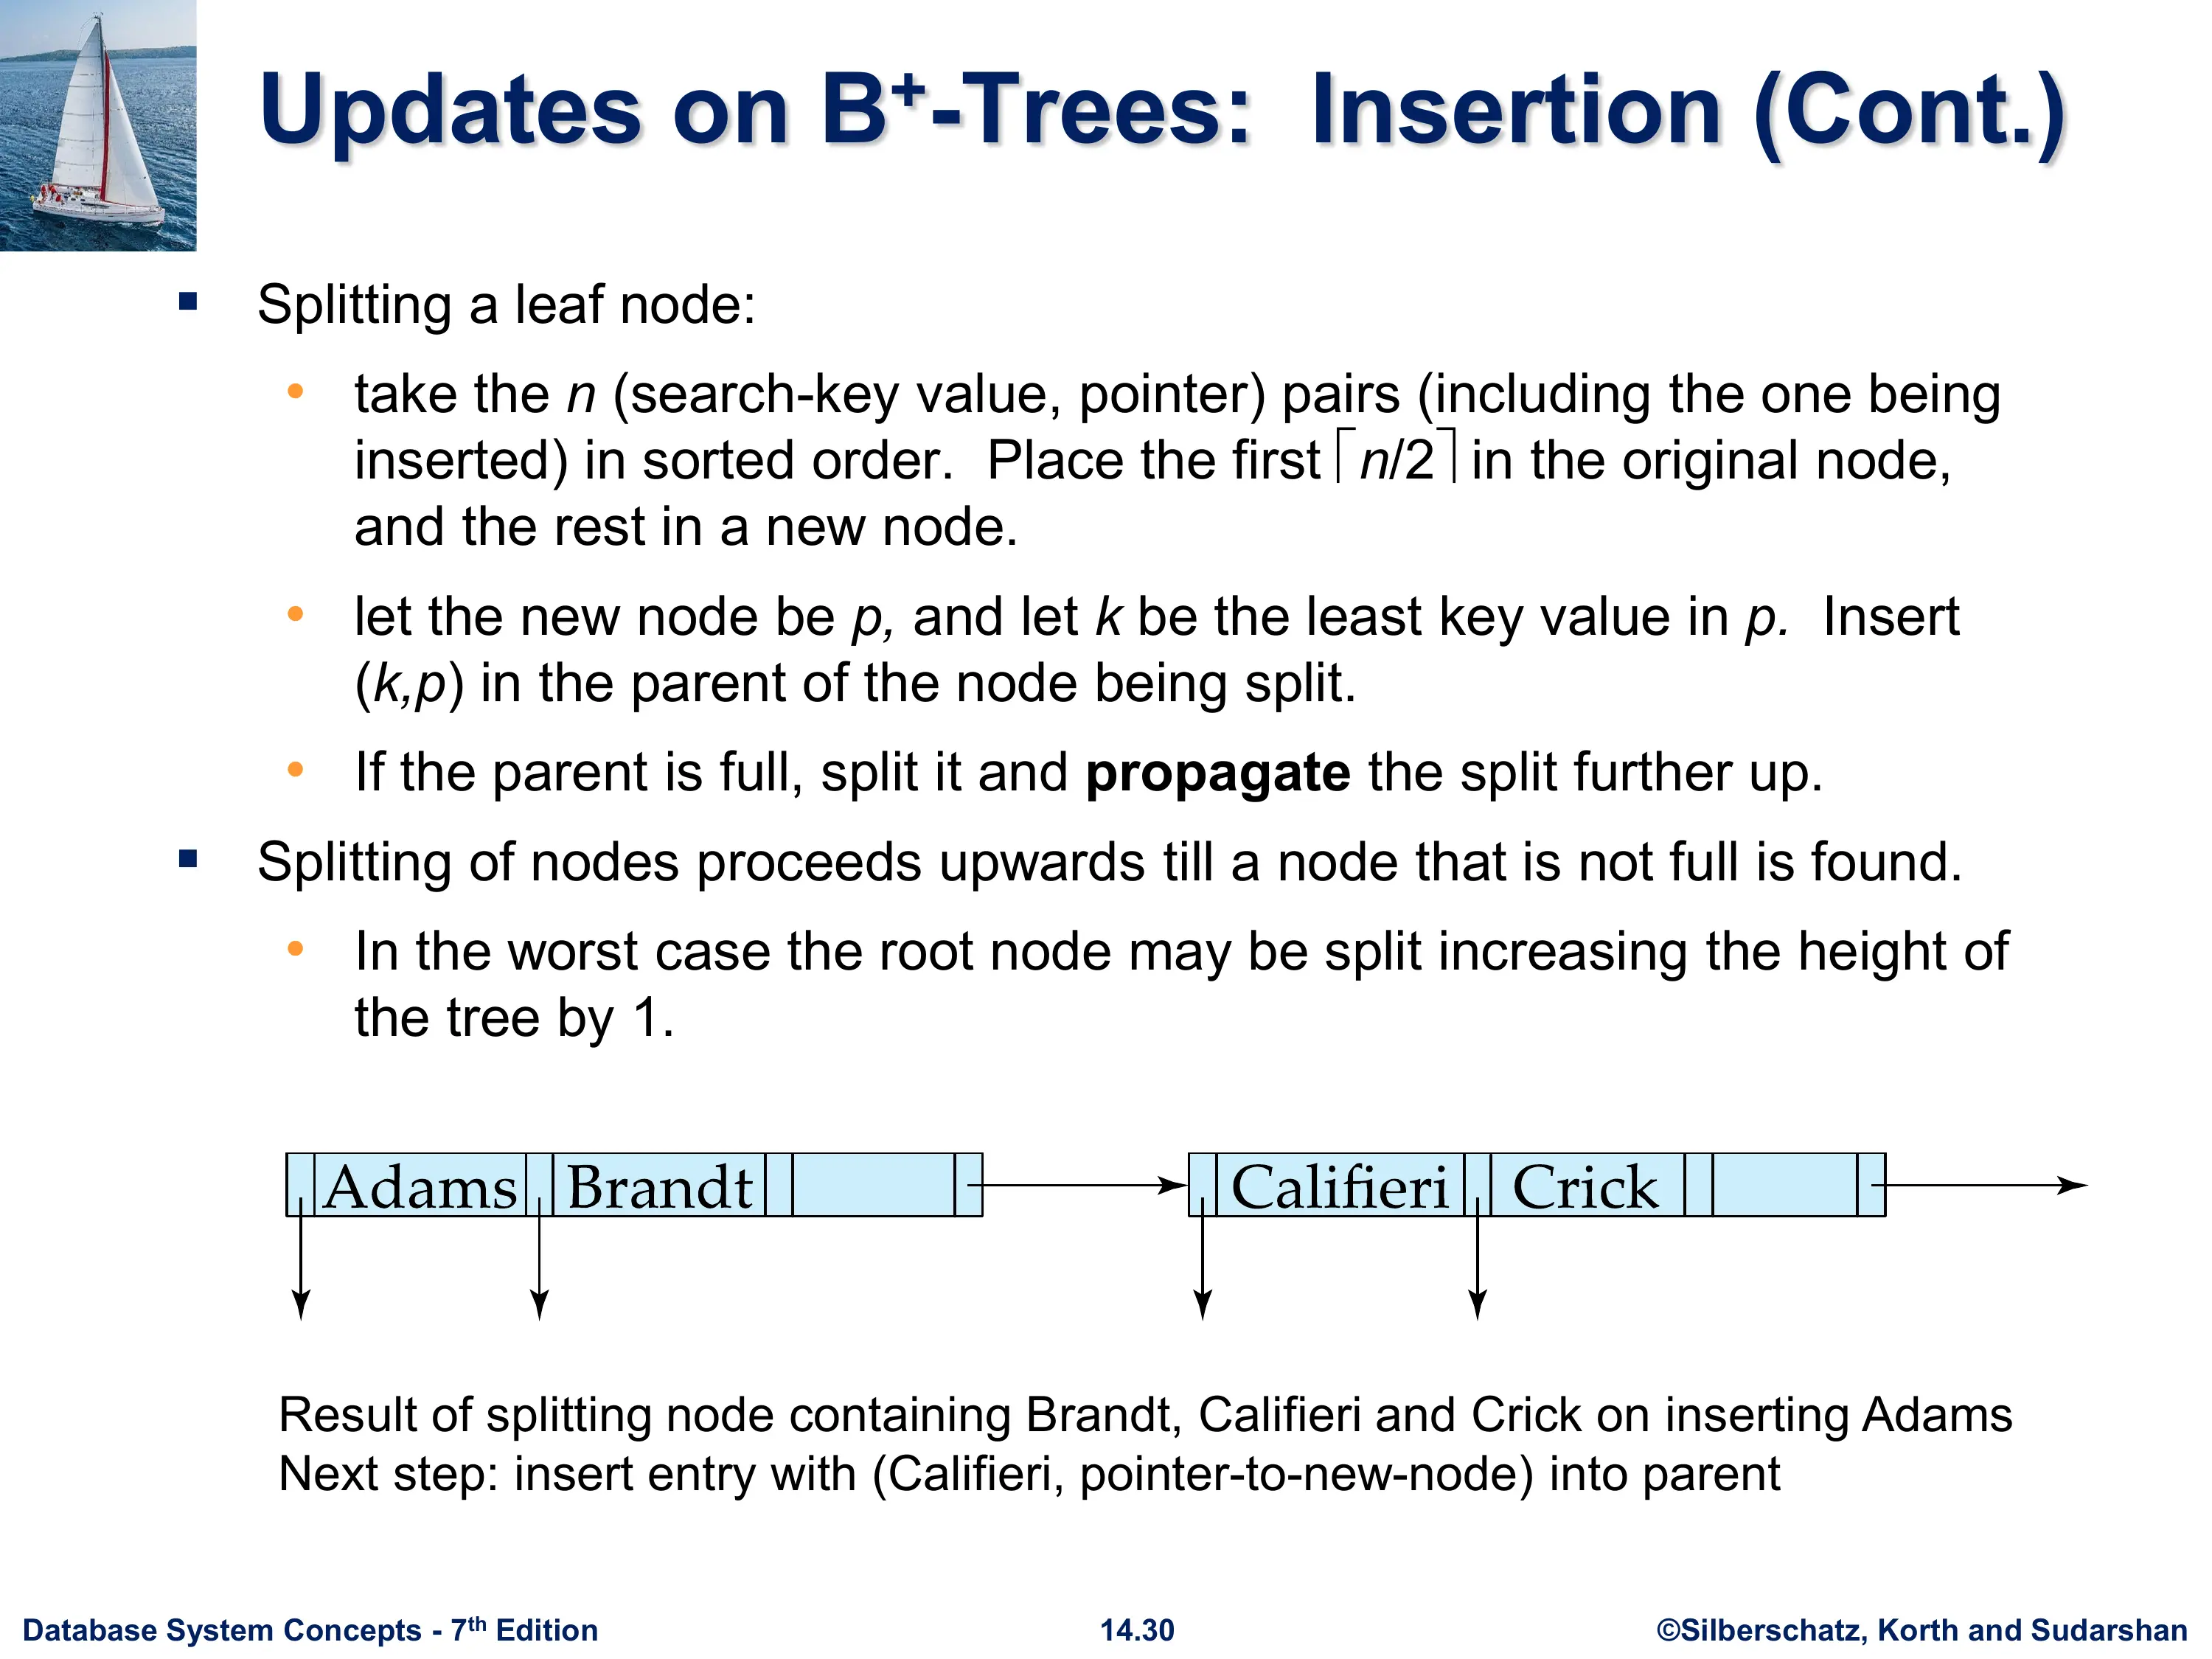 Updates on B+-Trees: Insertion (Cont.)
▪ Splitting a leaf node:
• take the n (search-key value, pointer) pairs (including the one being
inserted) in sorted order. Place the first ⌈n/2⌉ in the original node,
and the rest in a new node.
• let the new node be p, and let k be the least key value in p. Insert
(k,p) in the parent of the node being split.
• If the parent is full, split it and propagate the split further up.
▪ Splitting of nodes proceeds upwards till a node that is not full is found.
• In the worst case the root node may be split increasing the height of
the tree by 1.
Adams Brandt Califieri Crick
Result of splitting node containing Brandt, Califieri and Crick on inserting Adams
Next step: insert entry with (Califieri, pointer-to-new-node) into parent
Database System Concepts - 7th Edition 14.30 ©Silberschatz, Korth and Sudarshan